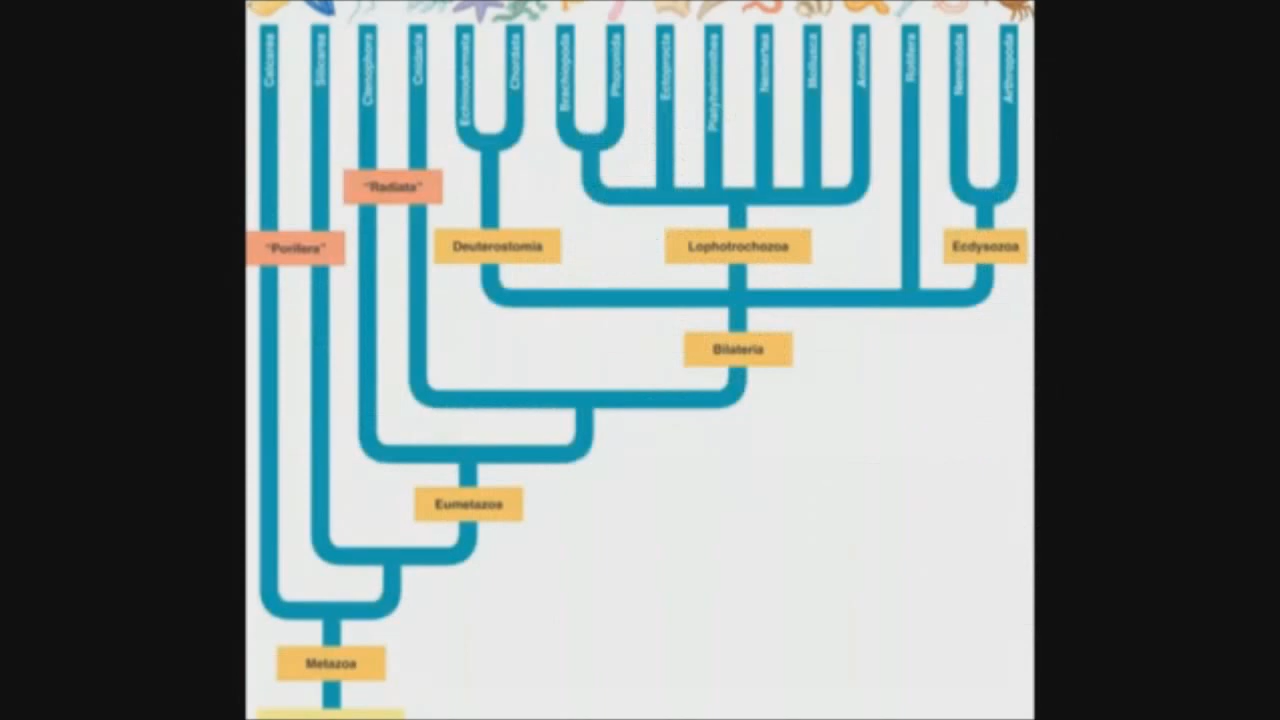 Calcarea
Silicarea
Ctenophora
Cnidaria
Echinodermata
Chordata
Brachiopoda
Phoronida
Ectoprocta
Platyhelminthes
Nemertea
Mollusca
Annelida
Rotifera
Nematoda
Arthropoda
"Radiata"
"Porifera"
Deuterostomia
Lophotrochozoa
Ecdysozoa
Bilateria
Eumetazoa
Metazoa